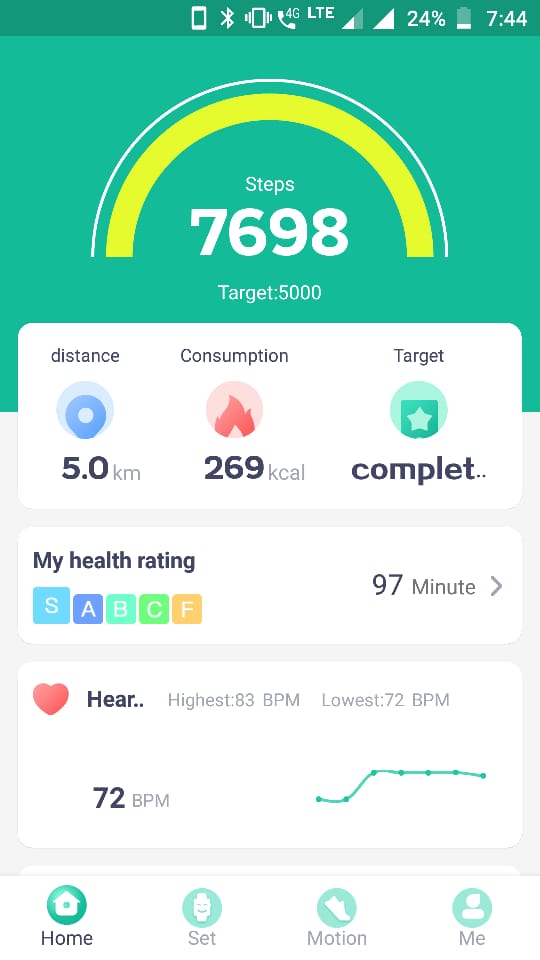 4G LTE 24% 7:44
Steps
7698
Target:5000
distance Consumption Target
5.0 km 269 kcal complet..
My health rating
S A B C F
97 Minute
Hear.. Highest:83 BPM Lowest:72 BPM
72 BPM
Home Set Motion Me